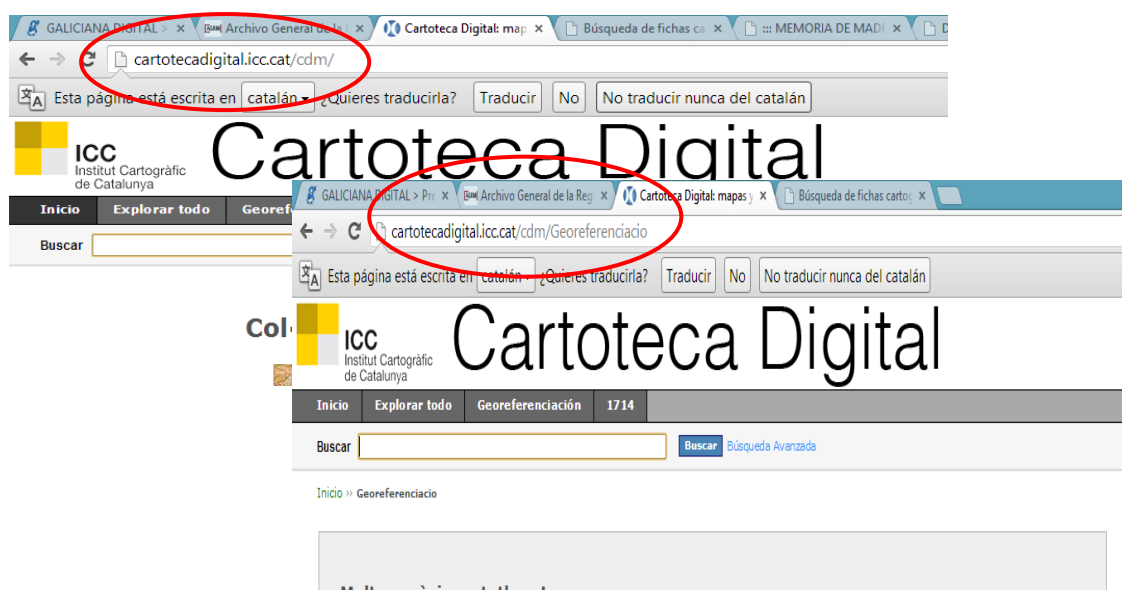 GALICIANA DIGITAL > Archivo General de la Cartoteca Digital: map Búsqueda de fichas ca ::: MEMORIA DE MADI D
cartotecadigital.icc.cat/cdm/
Esta página está escrita en catalán ¿Quieres traducirla? Traducir No No traducir nunca del catalán
ICC
Institut Cartogràfic
de Catalunya
Cartoteca Digital
Inicio Explorar todo Georef
Buscar
Col·
GALICIANA DIGITAL > Pre Archivo General de la Regi Cartoteca Digital: mapas y Búsqueda de fichas cartog
cartotecadigital.icc.cat/cdm/Georeferenciacio
Esta página está escrita en catalán ¿Quieres traducirla? Traducir No No traducir nunca del catalán
ICC
Institut Cartogràfic
de Catalunya
Cartoteca Digital
Inicio Explorar todo Georeferenciación 1714
Buscar Buscar Búsqueda Avanzada
Inicio » Georeferenciacio